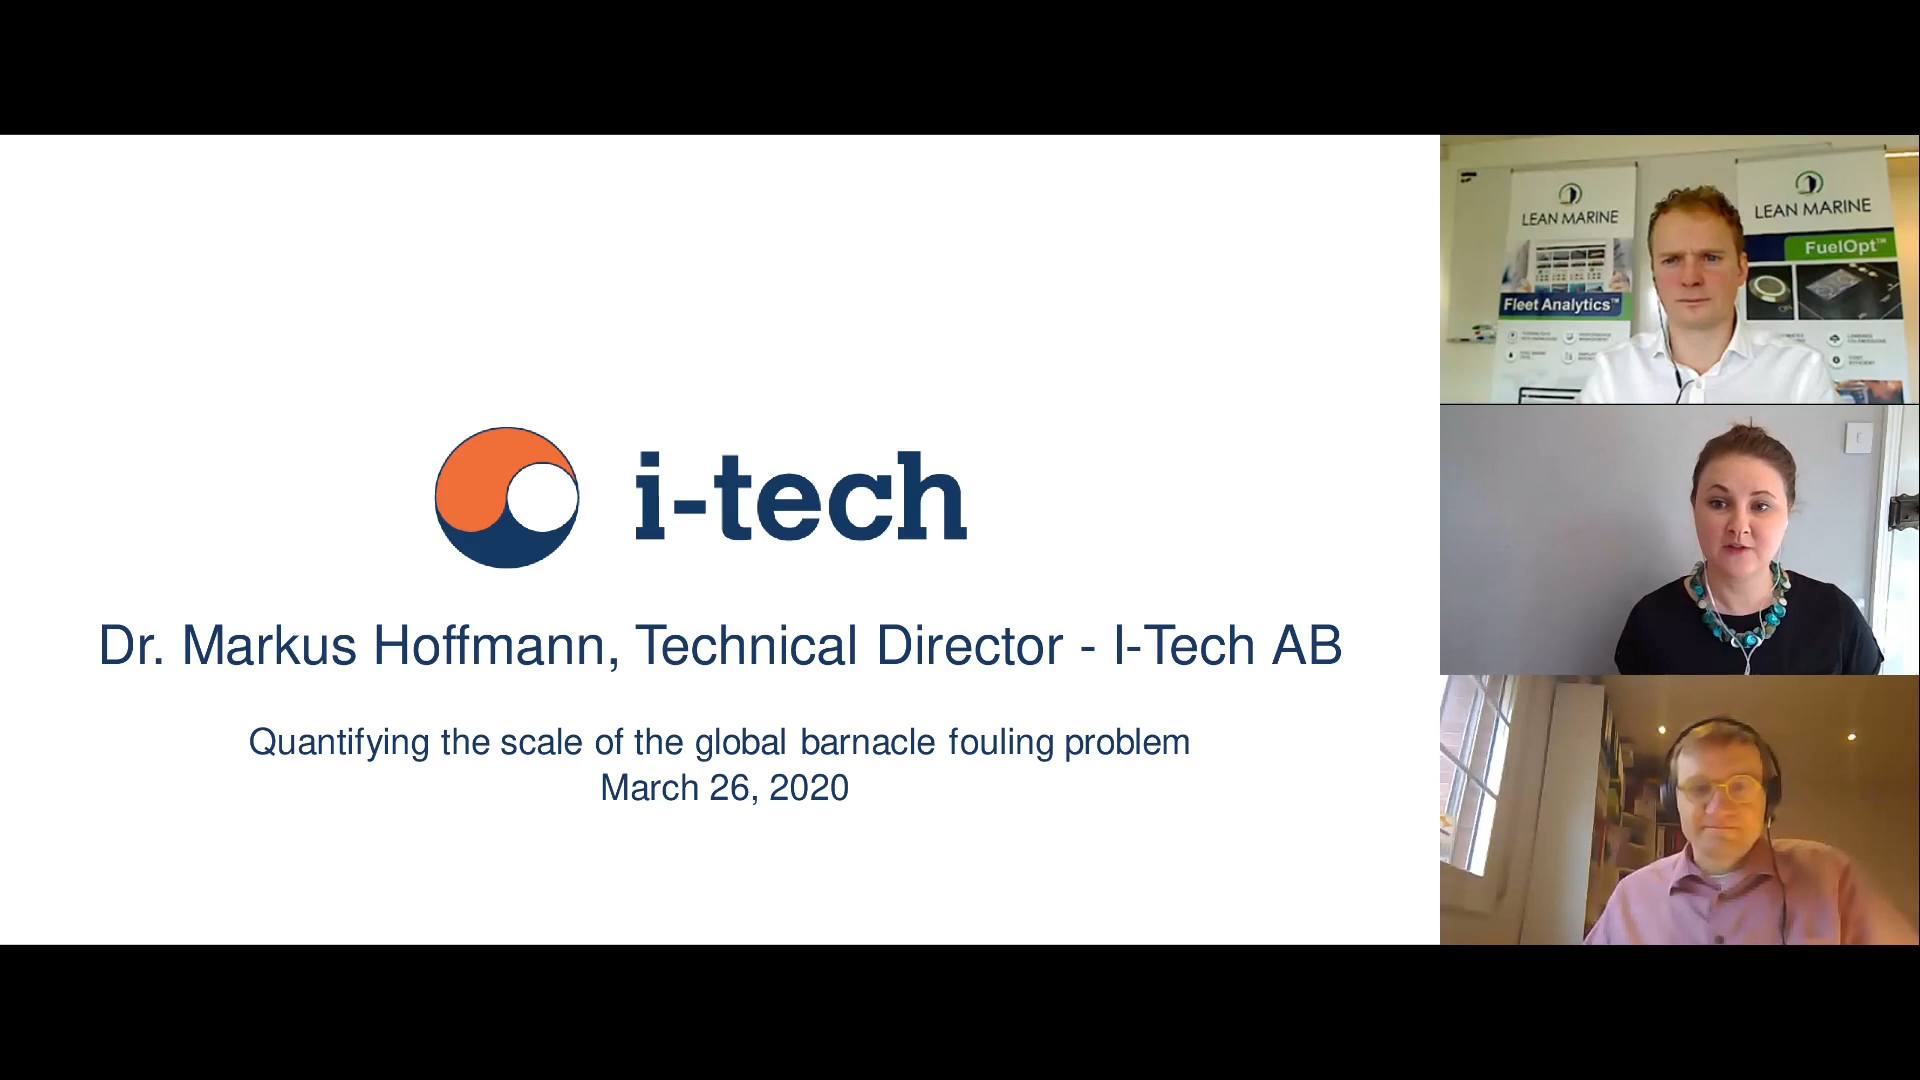 i-tech
Dr. Markus Hoffmann, Technical Director - I-Tech AB
Quantifying the scale of the global barnacle fouling problem
March 26, 2020
LEAN MARINE
Fleet Analytics™
LEAN MARINE
FuelOpt™